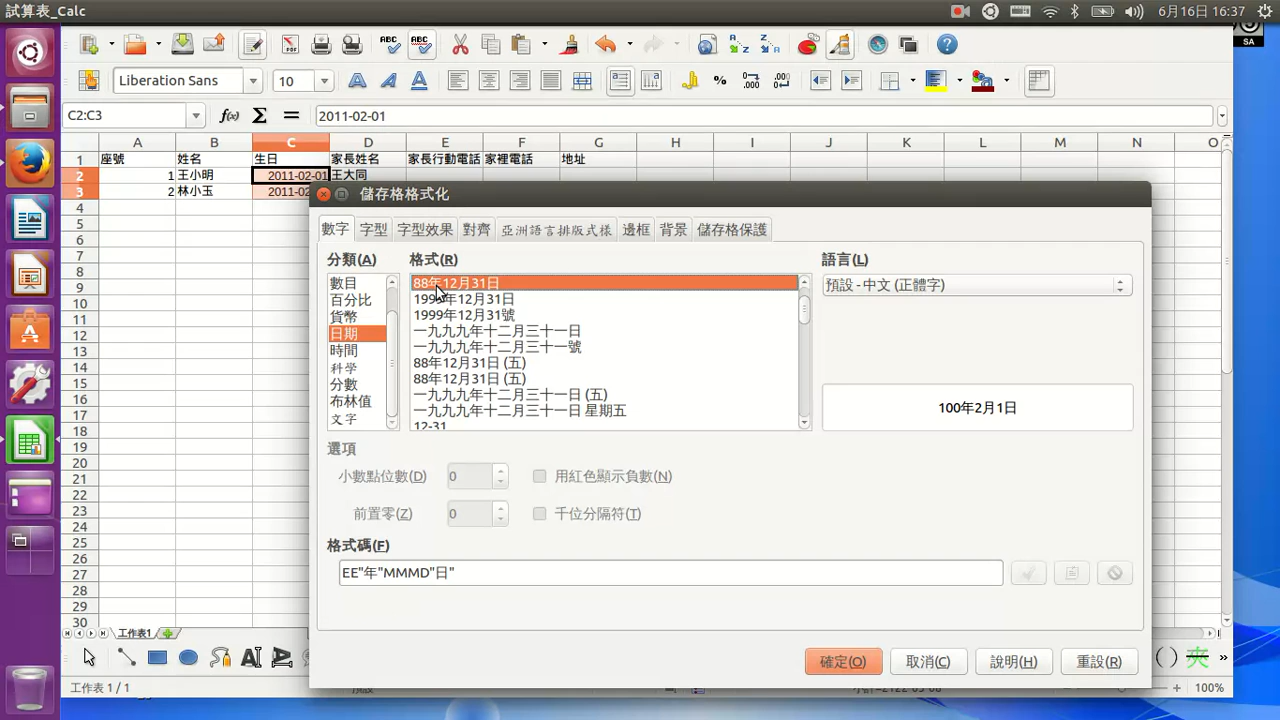 試算表_Calc
6月16日 16:37
SA
Liberation Sans
10
C2:C3
2011-02-01
A B C D E F G H I J K L M N O
1 座號 姓名 生日 家長姓名 家長行動電話 家裡電話 地址
2 1 王小明 2011-02-01 王大同
3 2 林小玉 2011-02
4
5
6
7
8
9
10
11
12
13
14
15
16
17
18
19
20
21
22
23
24
25
26
27
28
29
30
儲存格格式化
數字 字型 字型效果 對齊 亞洲語言排版式樣 邊框 背景 儲存格保護
分類(A) 格式(R) 語言(L)
數目
百分比
貨幣
日期
時間
科學
分數
布林值
文字
88年12月31日
1999年12月31日
1999年12月31號
一九九九年十二月三十一日
一九九九年十二月三十一號
88年12月31日 (五)
88年12月31日 (五)
一九九九年十二月三十一日 (五)
一九九九年十二月三十一日 星期五
12-31
預設 - 中文 (正體字)
100年2月1日
選項
小數點位數(D) 0 用紅色顯示負數(N)
前置零(Z) 0 千位分隔符(T)
格式碼(F)
EE"年"MMMD"日"
確定(O) 取消(C) 說明(H) 重設(R)
工作表1
工作表 1 / 1
100%